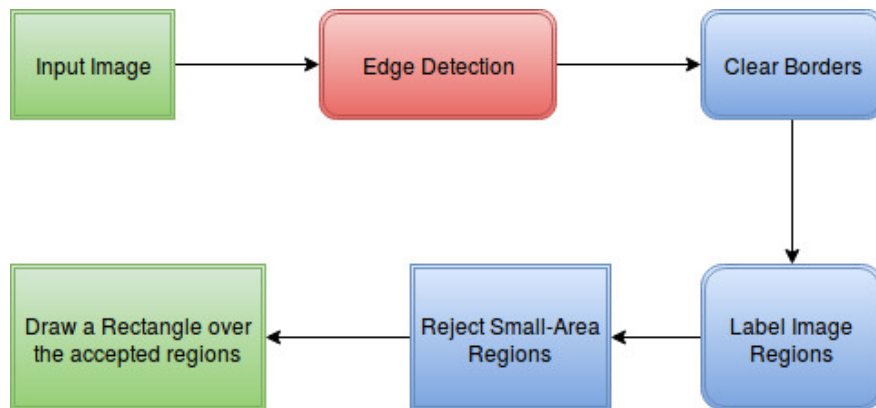 Input Image
Edge Detection
Clear Borders
Label Image
Regions
Reject Small-Area
Regions
Draw a Rectangle over
the accepted regions